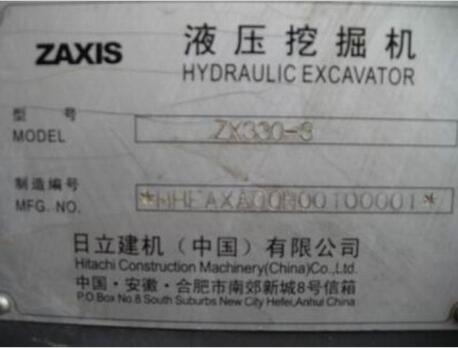 ZAXIS 液压挖掘机
HYDRAULIC EXCAVATOR
型 号
MODEL ZX330-3
制造编号
MFG. NO.
日立建机（中国）有限公司
Hitachi Construction Machinery(China)Co.,Ltd.
中国·安徽·合肥市南郊新城8号信箱
P.O.Box No.8 South Suburbs New City Hefei,Anhui China